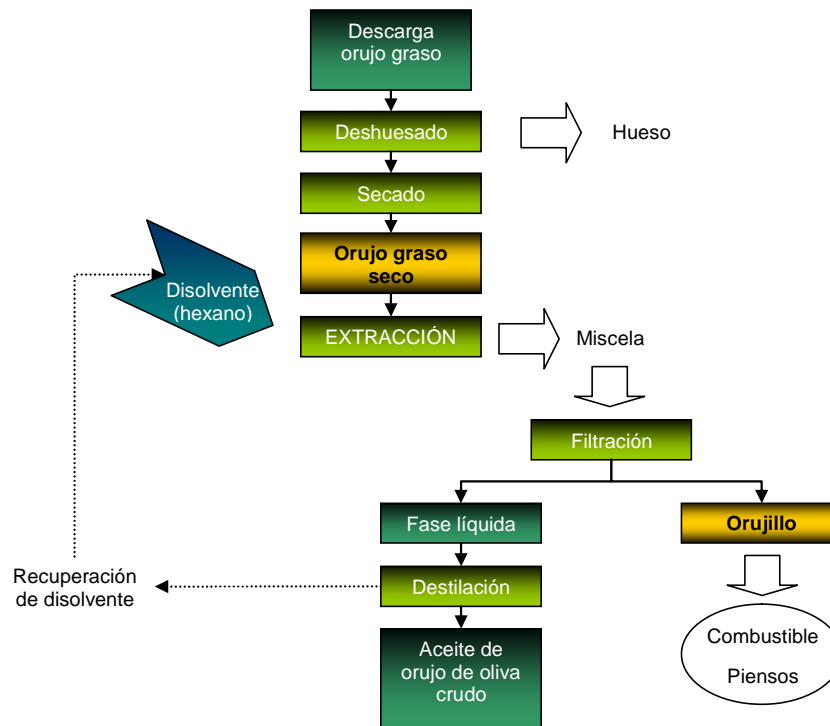 Descarga
orujo graso
Deshuesado
Hueso
Secado
Orujo graso
seco
Disolvente
(hexano)
EXTRACCIÓN
Miscela
Filtración
Fase líquida
Orujillo
Recuperación
de disolvente
Destilación
Combustible
Piensos
Aceite de
orujo de oliva
crudo